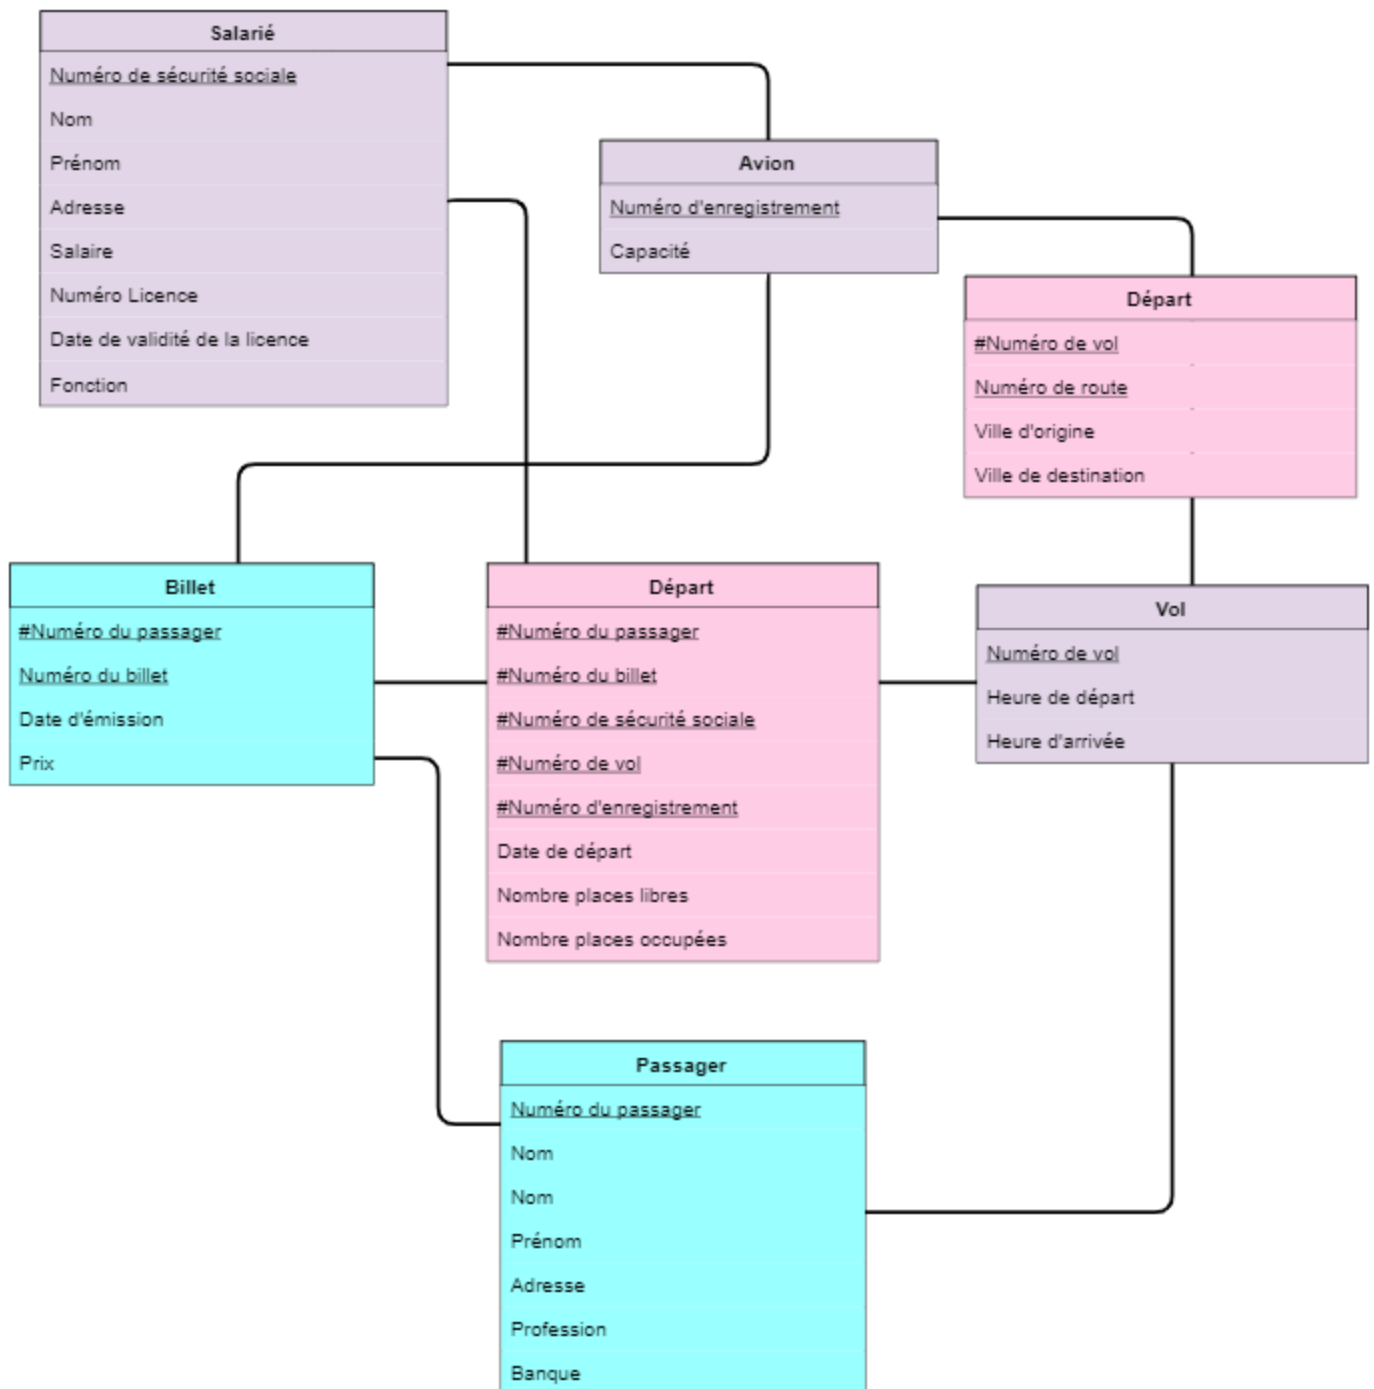 Salarié
Numéro de sécurité sociale
Nom
Prénom
Adresse
Salaire
Numéro Licence
Date de validité de la licence
Fonction
Avion
Numéro d'enregistrement
Capacité
Départ
#Numéro de vol
Numéro de route
Ville d'origine
Ville de destination
Billet
#Numéro du passager
Numéro du billet
Date d'émission
Prix
Départ
#Numéro du passager
#Numéro du billet
#Numéro de sécurité sociale
#Numéro de vol
#Numéro d'enregistrement
Date de départ
Nombre places libres
Nombre places occupées
Vol
Numéro de vol
Heure de départ
Heure d'arrivée
Passager
Numéro du passager
Nom
Nom
Prénom
Adresse
Profession
Banque